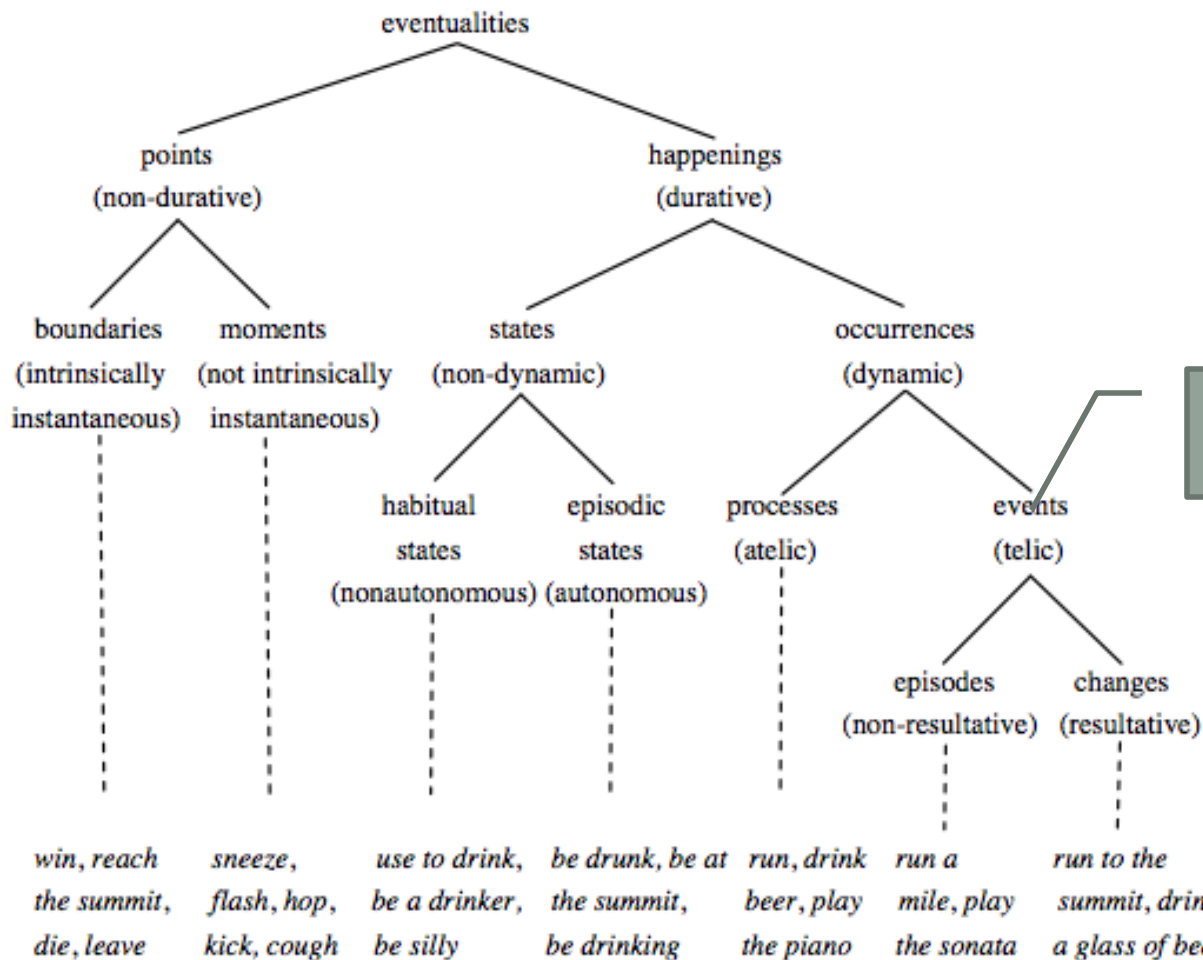 eventualities
points
(non-durative)
happenings
(durative)
boundaries
(intrinsically
instantaneous)
moments
(not intrinsically
instantaneous)
states
(non-dynamic)
occurrences
(dynamic)
habitual
states
(nonautonomous)
episodic
states
(autonomous)
processes
(atelic)
events
(telic)
episodes
(non-resultative)
changes
(resultative)
win, reach
the summit,
die, leave
sneeze,
flash, hop,
kick, cough
use to drink,
be a drinker,
be silly
be drunk, be at
the summit,
be drinking
run, drink
beer, play
the piano
run a
mile, play
the sonata
run to the
summit, drin
a glass of bee